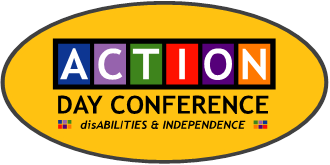 ACTION
DAY CONFERENCE
disABILITIES & INDEPENDENCE